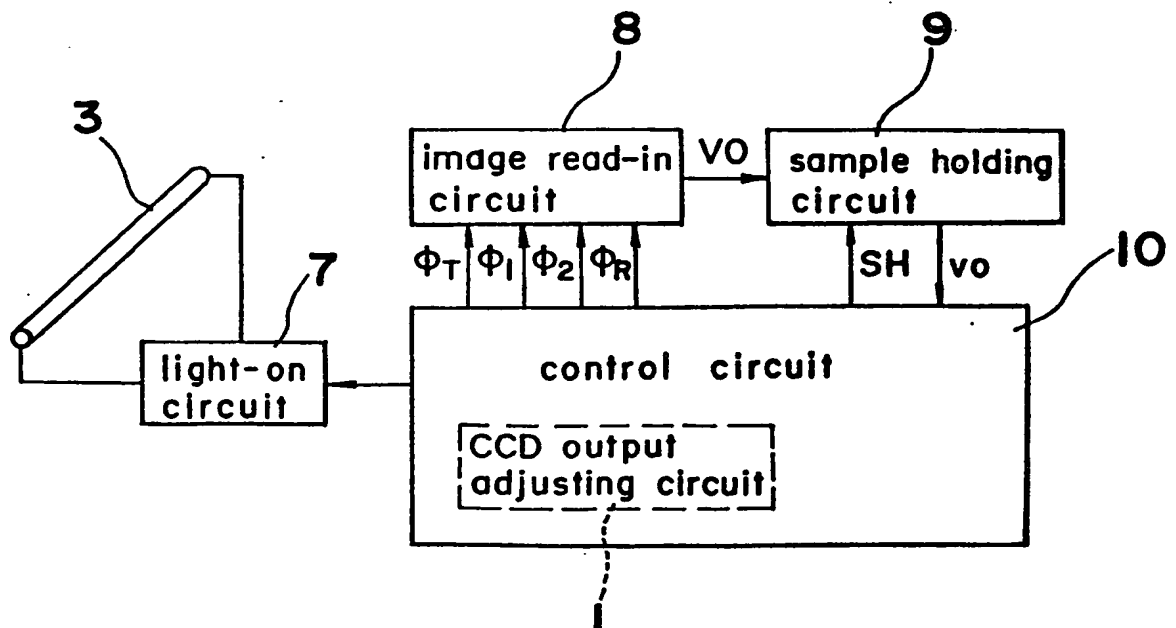 8
9
3
image read-in
circuit
VO
sample holding
circuit
ΦT Φ1 Φ2 ΦR
SH vo
10
7
light-on
circuit
control circuit
CCD output
adjusting circuit
1